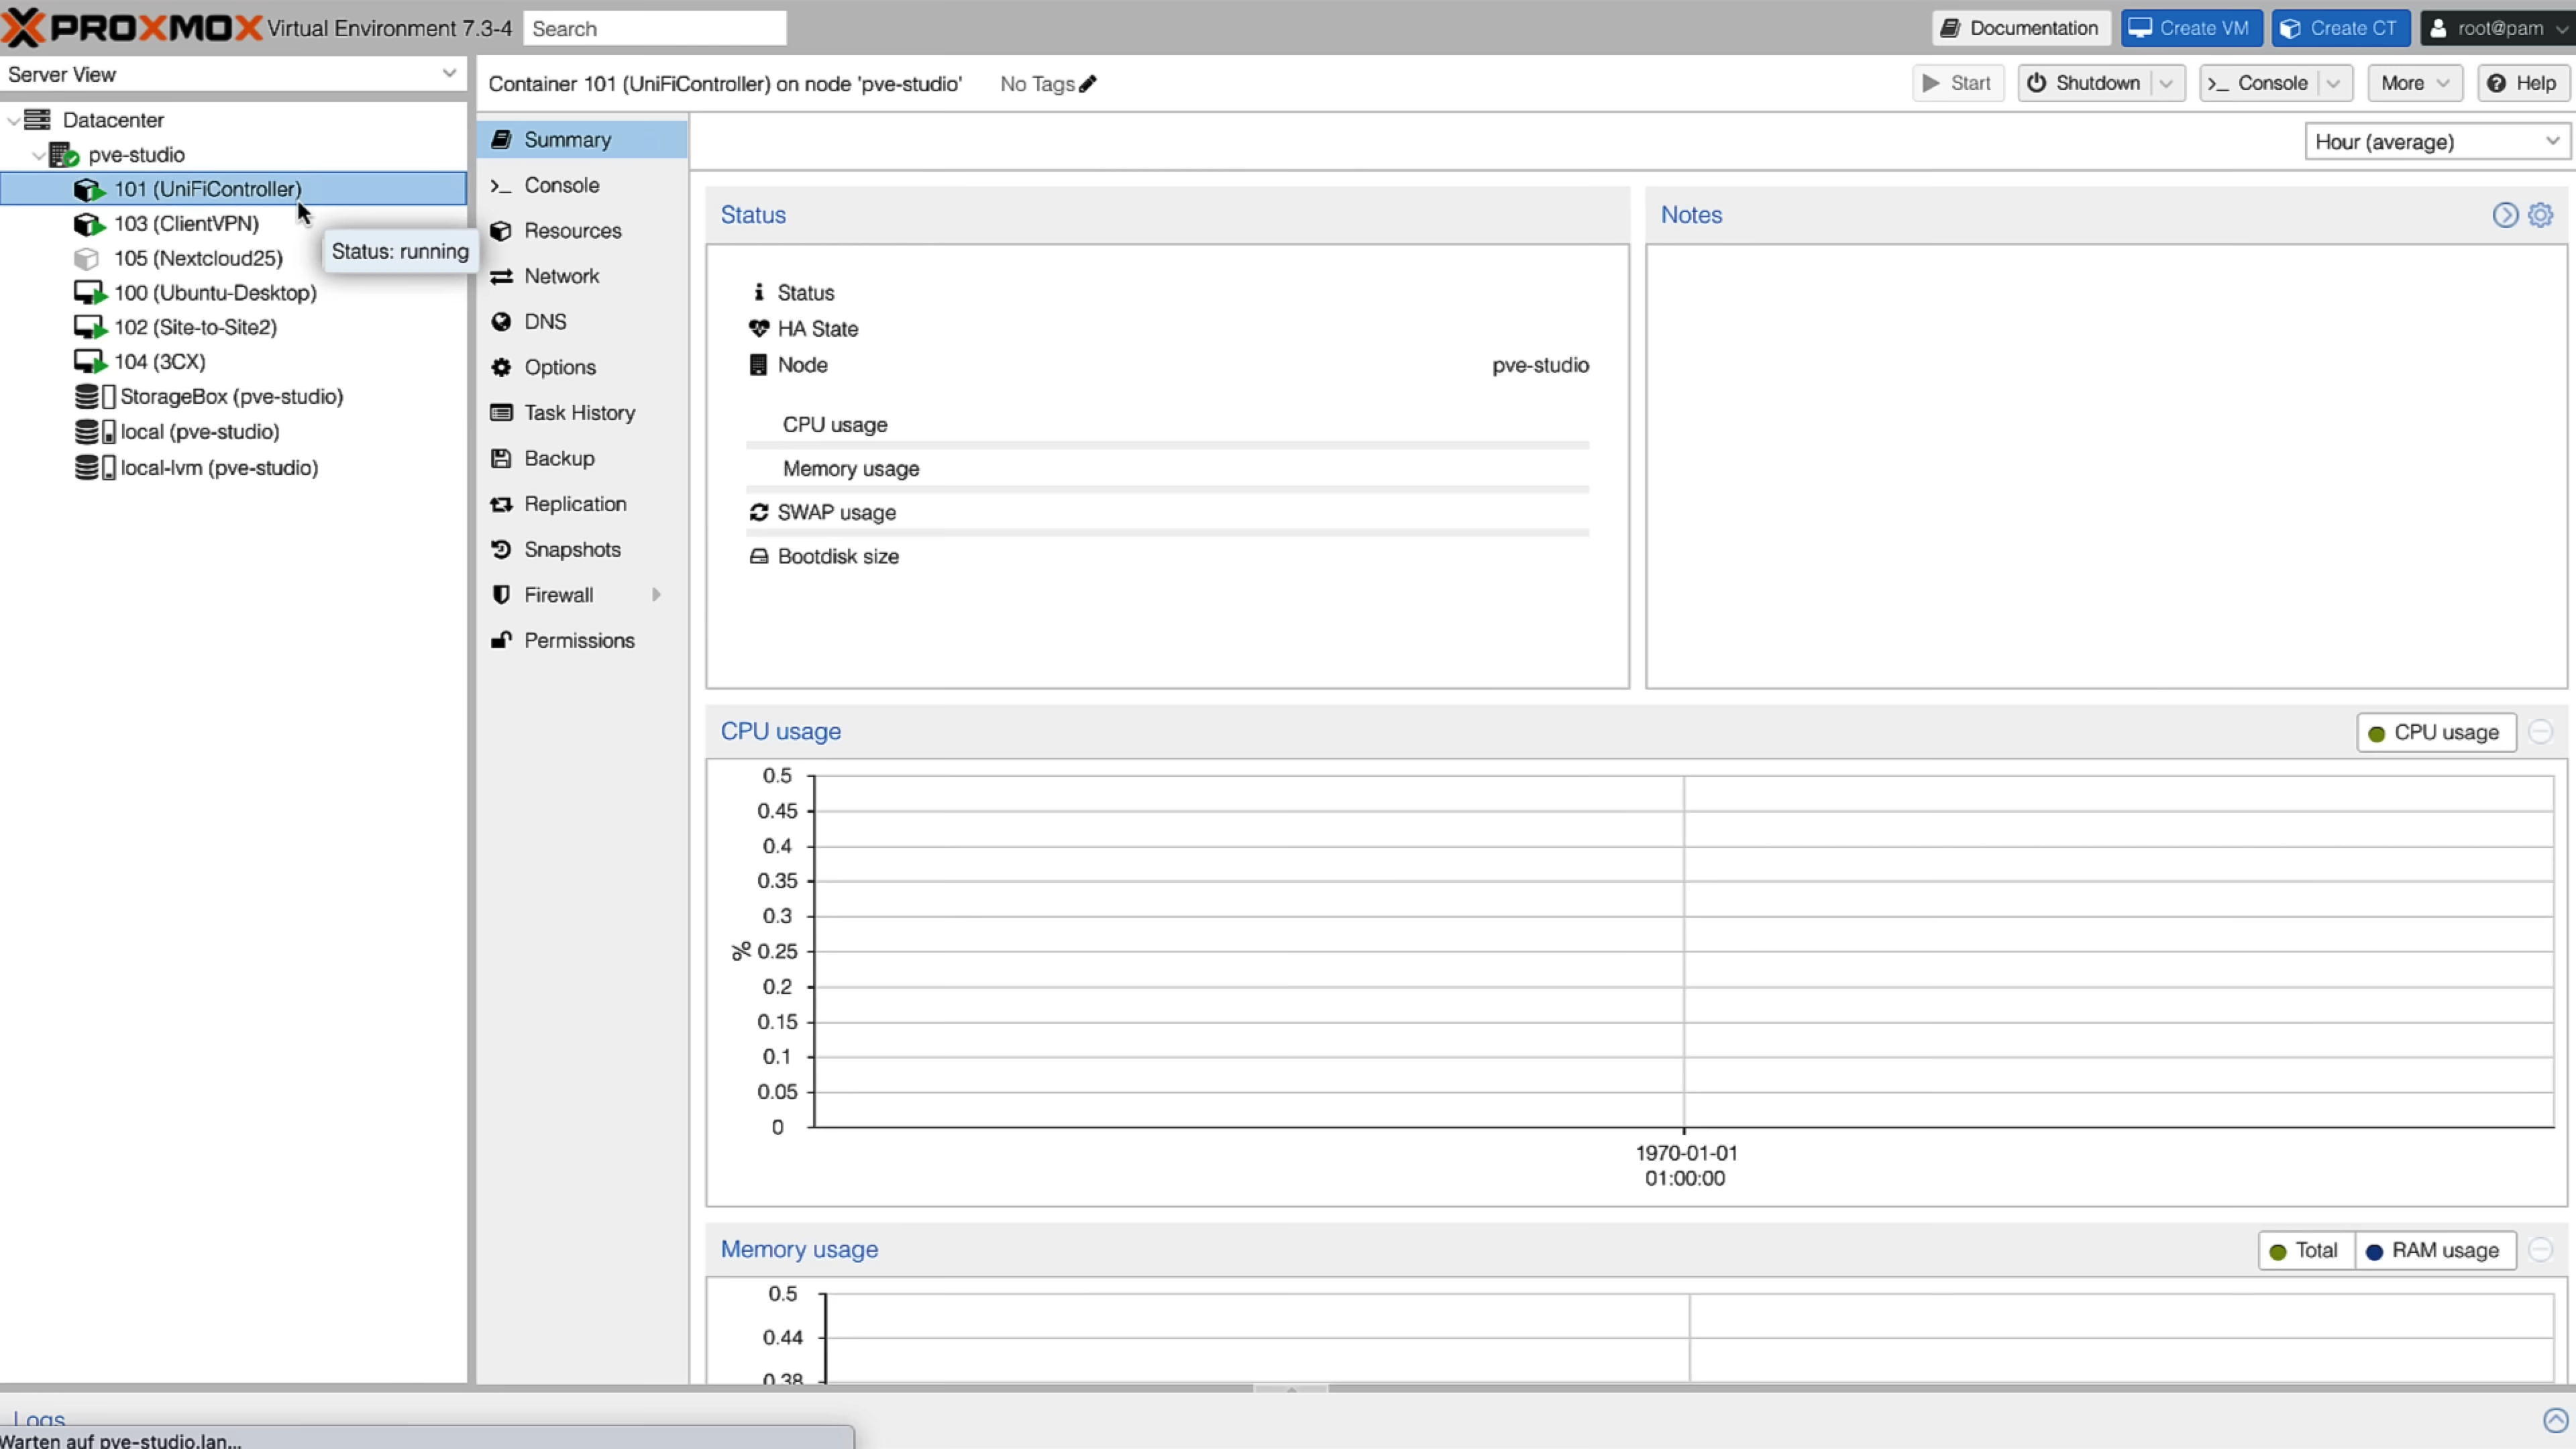 PROXMOX Virtual Environment 7.3-4 Search Documentation Create VM Create CT root@pam
Server View
Datacenter
pve-studio
101 (UniFiController)
103 (ClientVPN)
105 (Nextcloud25)
100 (Ubuntu-Desktop)
102 (Site-to-Site2)
104 (3CX)
StorageBox (pve-studio)
local (pve-studio)
local-lvm (pve-studio)
Status: running
Container 101 (UniFiController) on node 'pve-studio' No Tags Start Shutdown Console More Help
Summary
Console
Resources
Network
DNS
Options
Task History
Backup
Replication
Snapshots
Firewall
Permissions
Hour (average)
Status
Status
HA State
Node pve-studio
CPU usage
Memory usage
SWAP usage
Bootdisk size
Notes
CPU usage CPU usage
0.5
0.45
0.4
0.35
0.3
% 0.25
0.2
0.15
0.1
0.05
0
1970-01-01
01:00:00
Memory usage Total RAM usage
0.5
0.44
0.38
Logs
Warten auf pve-studio.lan...